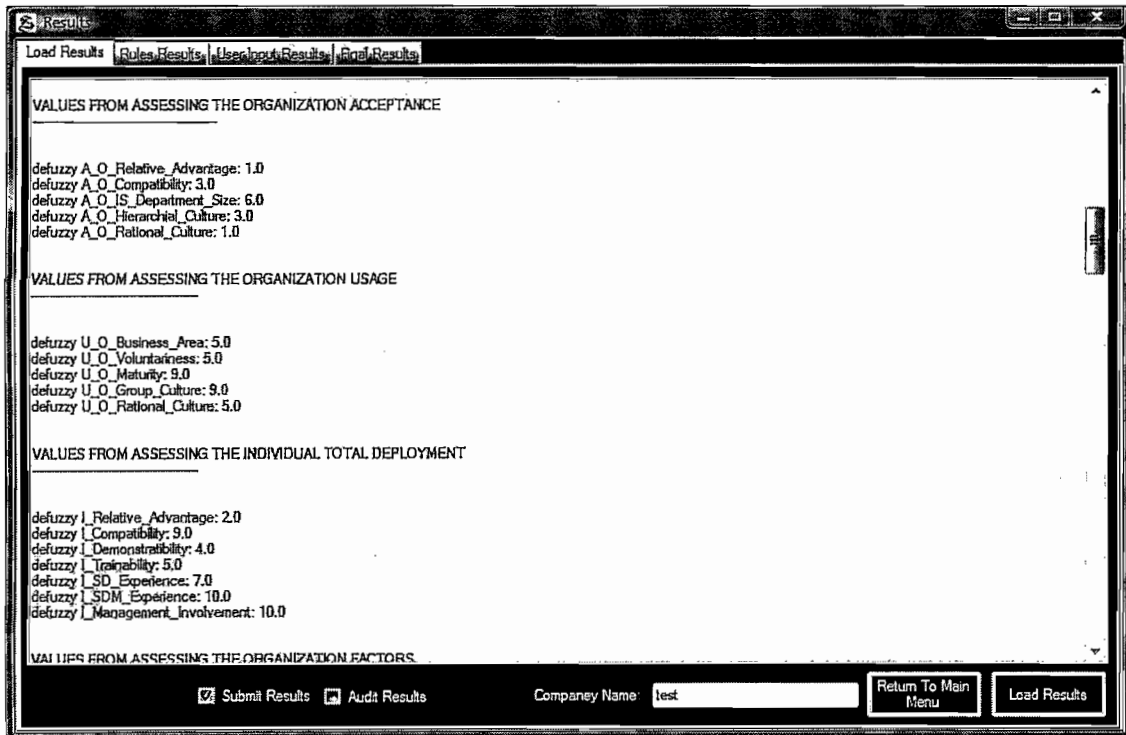 Results
Load Results Rules Results User Input Results Final Results
VALUES FROM ASSESSING THE ORGANIZATION ACCEPTANCE
defuzzy A_O_Relative_Advantage: 1.0
defuzzy A_O_Compatibility: 3.0
defuzzy A_O_IS_Department_Size: 6.0
defuzzy A_O_Hierarchial_Culture: 3.0
defuzzy A_O_Rational_Culture: 1.0
VALUES FROM ASSESSING THE ORGANIZATION USAGE
defuzzy U_O_Business_Area: 5.0
defuzzy U_O_Voluntariness: 5.0
defuzzy U_O_Maturity: 9.0
defuzzy U_O_Group_Culture: 9.0
defuzzy U_O_Rational_Culture: 5.0
VALUES FROM ASSESSING THE INDIVIDUAL TOTAL DEPLOYMENT
defuzzy I_Relative_Advantage: 2.0
defuzzy I_Compatibility: 9.0
defuzzy I_Demonstratibility: 4.0
defuzzy I_Trainability: 5.0
defuzzy I_SD_Experience: 7.0
defuzzy I_SDM_Experience: 10.0
defuzzy I_Management_Involvement: 10.0
VALUES FROM ASSESSING THE ORGANIZATION FACTORS
Submit Results Audit Results Companey Name: test Return To Main Menu Load Results